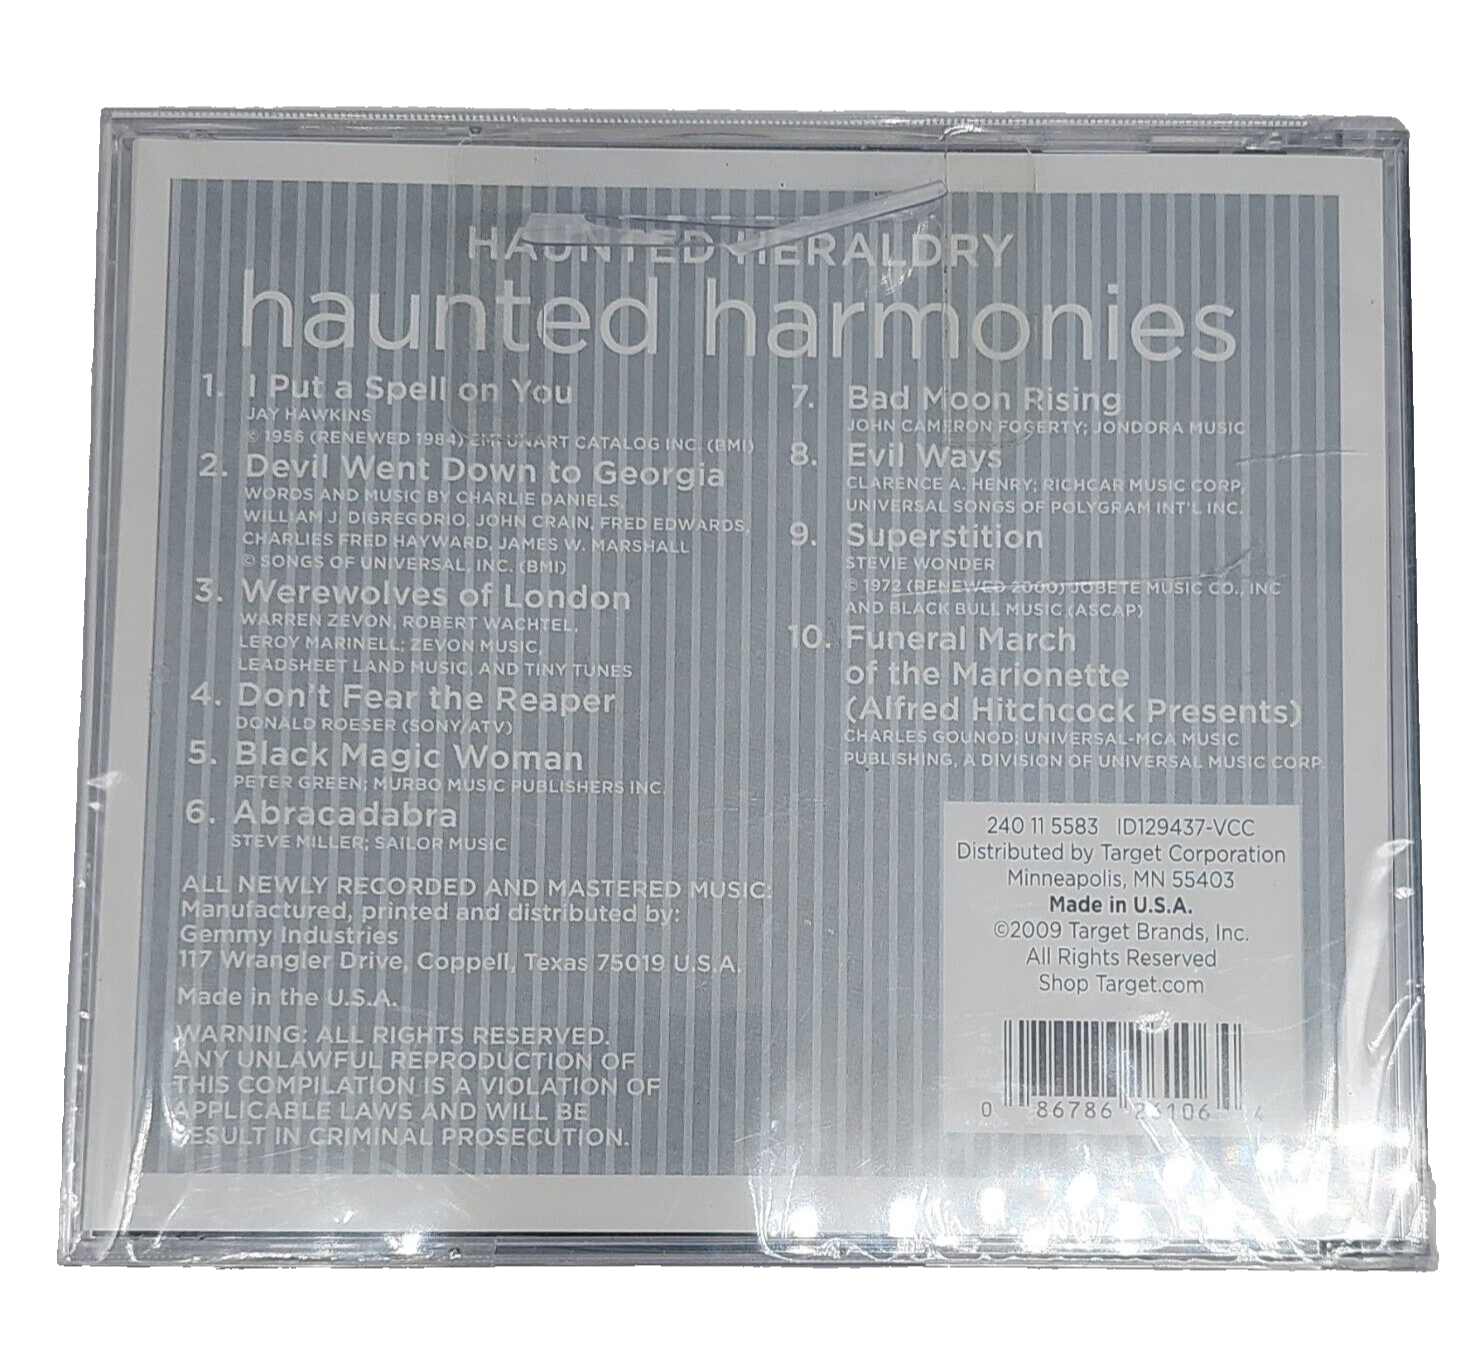 HAUNTED HERALDRY
haunted harmonies
1. I Put a Spell on You
JAY HAWKINS
© 1956 (RENEWED 1984) EMI UNART CATALOG INC. (BMI)
2. Devil Went Down to Georgia
WORDS AND MUSIC BY CHARLIE DANIELS,
WILLIAM J. DIGREGORIO, JOHN CRAIN, FRED EDWARDS,
CHARLIES FRED HAYWARD, JAMES W. MARSHALL
© SONGS OF UNIVERSAL, INC. (BMI)
3. Werewolves of London
WARREN ZEVON, ROBERT WACHTEL,
LEROY MARINELL; ZEVON MUSIC,
LEADSHEET LAND MUSIC, AND TINY TUNES
4. Don't Fear the Reaper
DONALD ROESER (SONY/ATV)
5. Black Magic Woman
PETER GREEN; MURBO MUSIC PUBLISHERS INC.
6. Abracadabra
STEVE MILLER; SAILOR MUSIC
ALL NEWLY RECORDED AND MASTERED MUSIC:
Manufactured, printed and distributed by:
Gemmy Industries
117 Wrangler Drive, Coppell, Texas 75019 U.S.A.
Made in the U.S.A.
WARNING: ALL RIGHTS RESERVED.
ANY UNLAWFUL REPRODUCTION OF
THIS COMPILATION IS A VIOLATION OF
APPLICABLE LAWS AND WILL BE
RESULT IN CRIMINAL PROSECUTION.
7. Bad Moon Rising
JOHN CAMERON FOGERTY; JONDORA MUSIC
8. Evil Ways
CLARENCE A. HENRY; RICHCAR MUSIC CORP,
UNIVERSAL SONGS OF POLYGRAM INT'L INC.
9. Superstition
STEVIE WONDER
© 1972 (RENEWED 2000) JOBETE MUSIC CO., INC
AND BLACK BULL MUSIC (ASCAP)
10. Funeral March
of the Marionette
(Alfred Hitchcock Presents)
CHARLES GOUNOD; UNIVERSAL-MCA MUSIC
PUBLISHING, A DIVISION OF UNIVERSAL MUSIC CORP.
240 11 5583 ID129437-VCC
Distributed by Target Corporation
Minneapolis, MN 55403
Made in U.S.A.
©2009 Target Brands, Inc.
All Rights Reserved
Shop Target.com
0 86786 26106 4